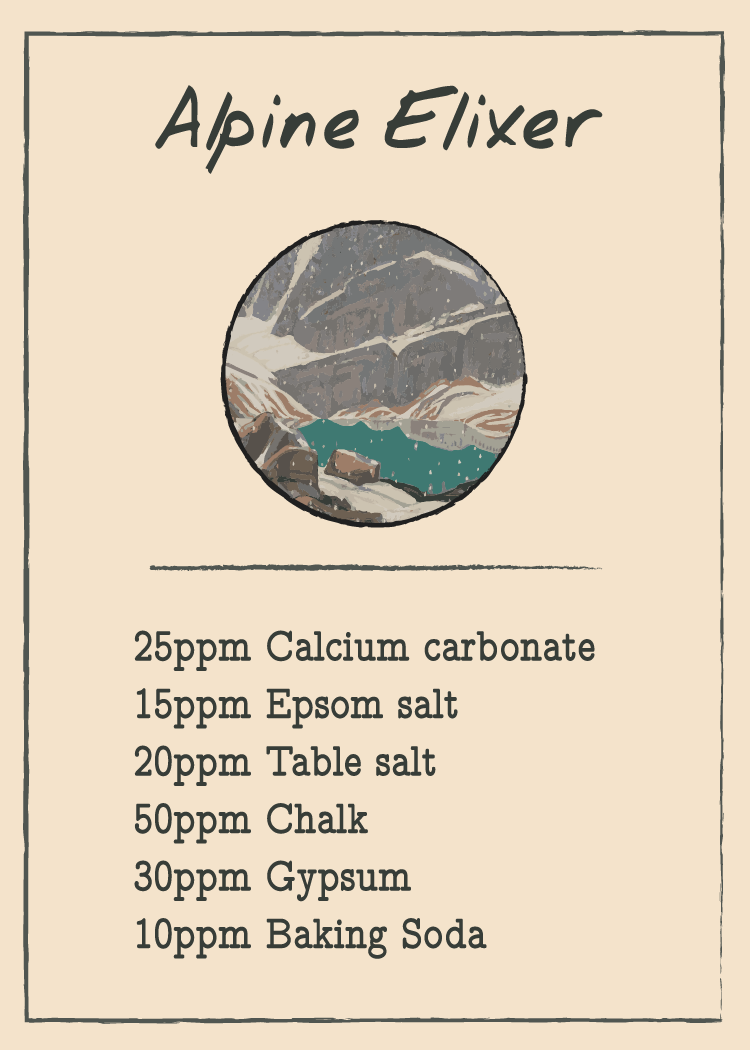 Alpine Elixer
25ppm Calcium carbonate
15ppm Epsom salt
20ppm Table salt
50ppm Chalk
30ppm Gypsum
10ppm Baking Soda